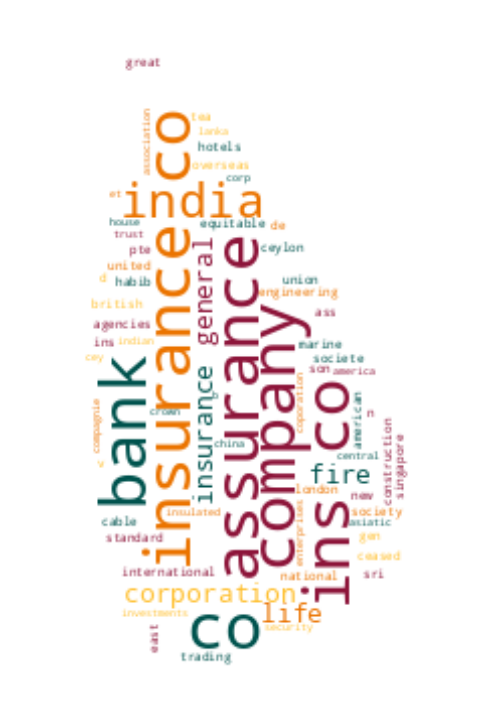 great
association
co
tea
lanka
hotels
overseas
corp
et
india
house
equitable
de
trust
pte
insurance
general
assurance
ceylon
united
d
habib
union
engineering
british
company
ass
agencies
ins
indian
marine
cey
bank
societe
son
america
insurance
co
coporation
american
compagnie
crown
b
n
construction
singapore
china
central
c
fire
london
new
ins
cable
insulated
society
asiatic
standard
enterprises
gen
ceased
international
national
sri
corporation
investments
co
life
security
east
trading